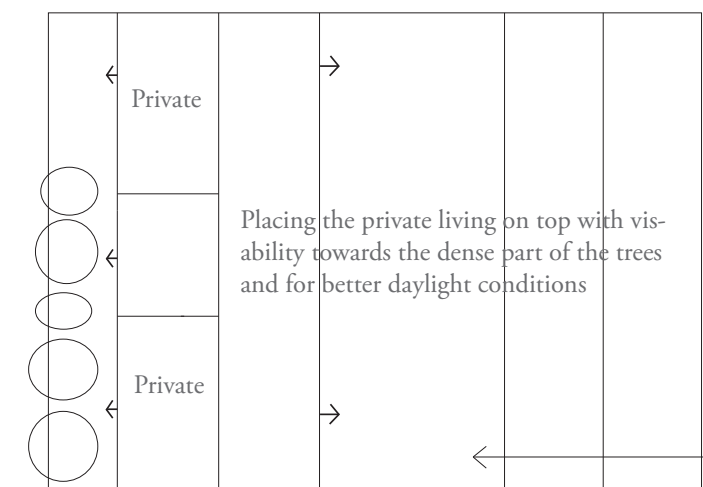 Private
Placing the private living on top with vis-
ability towards the dense part of the trees
and for better daylight conditions
Private